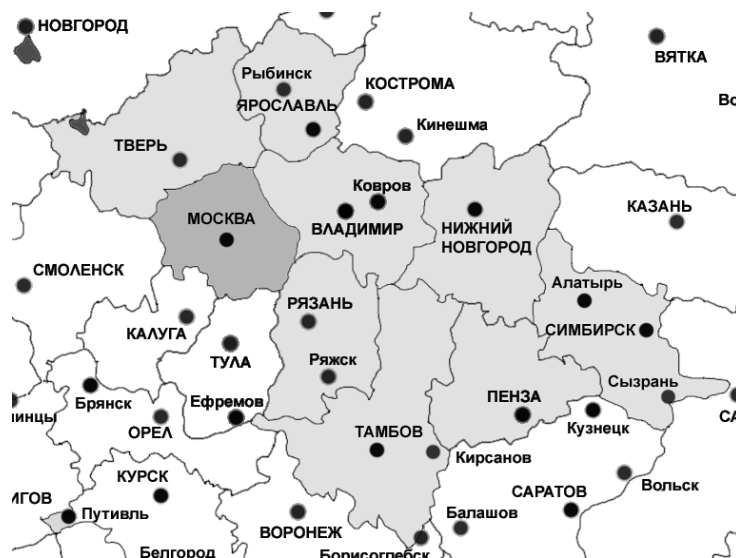 НОВГОРОД
ВЯТКА
Рыбинск
КОСТРОМА
ЯРОСЛАВЛЬ
Кинешма
ТВЕРЬ
Ковров
КАЗАНЬ
МОСКВА
ВЛАДИМИР
НИЖНИЙ
НОВГОРОД
СМОЛЕНСК
Алатырь
РЯЗАНЬ
КАЛУГА
СИМБИРСК
ТУЛА
Ряжск
Сызрань
Брянск
Ефремов
ПЕНЗА
Кузнецк
ОРЕЛ
ТАМБОВ
Кирсанов
КУРСК
Вольск
САРАТОВ
Путивль
Балашов
ВОРОНЕЖ
Белгород
Борисоглебск